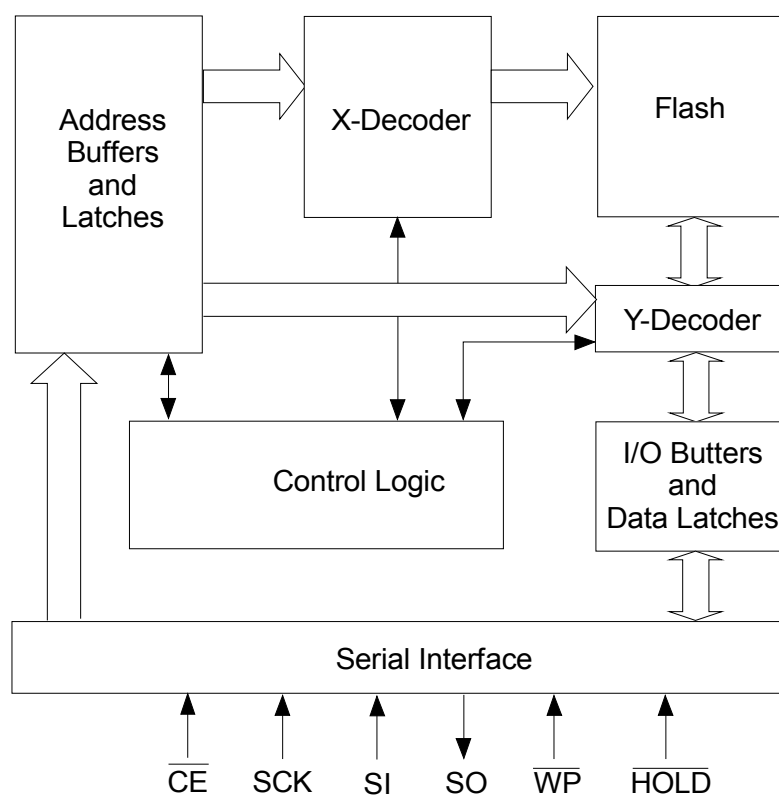 Address
Buffers
and
Latches
X-Decoder
Flash
Y-Decoder
Control Logic
I/O Butters
and
Data Latches
Serial Interface
CE SCK SI SO WP HOLD